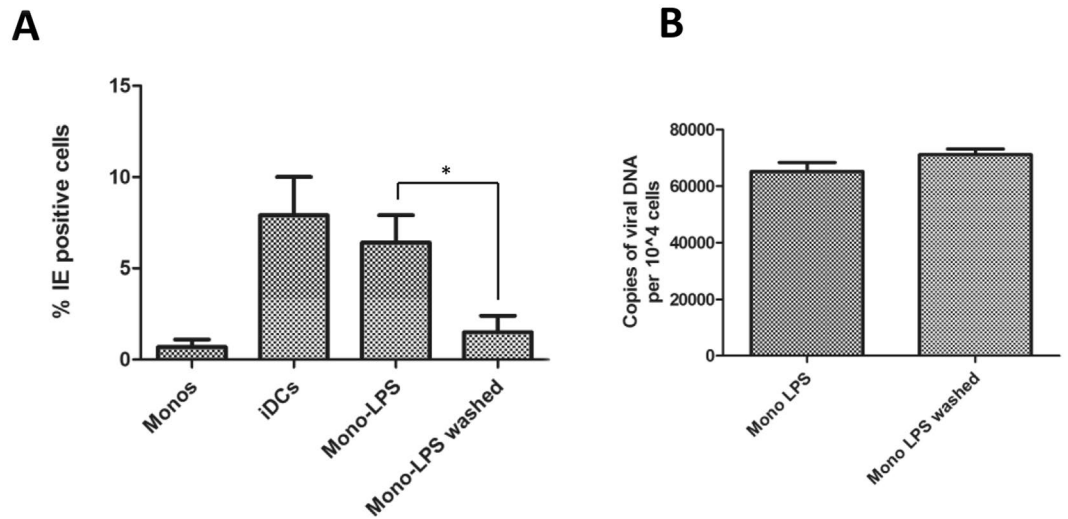 A
B
% IE positive cells
15
10
5
0
*
Monos
iDCs
Mono-LPS
Mono-LPS washed
Copies of viral DNA
per 10^4 cells
80000
60000
40000
20000
0
Mono LPS
Mono LPS washed